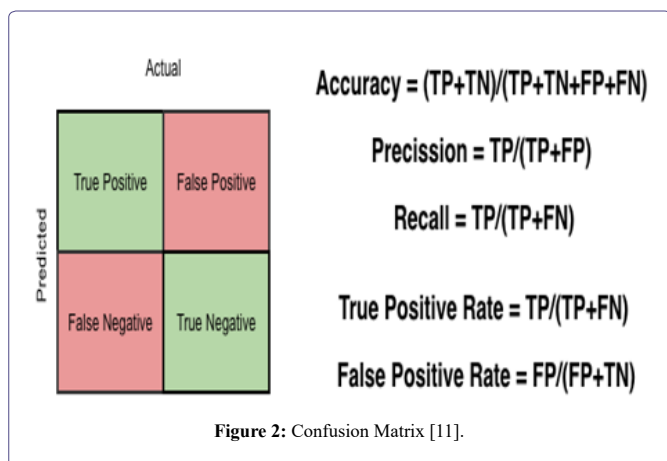 Actual
Predicted
True Positive
False Positive
False Negative
True Negative
Accuracy = (TP+TN)/(TP+TN+FP+FN)
Precission = TP/(TP+FP)
Recall = TP/(TP+FN)
True Positive Rate = TP/(TP+FN)
False Positive Rate = FP/(FP+TN)
Figure 2: Confusion Matrix [11].